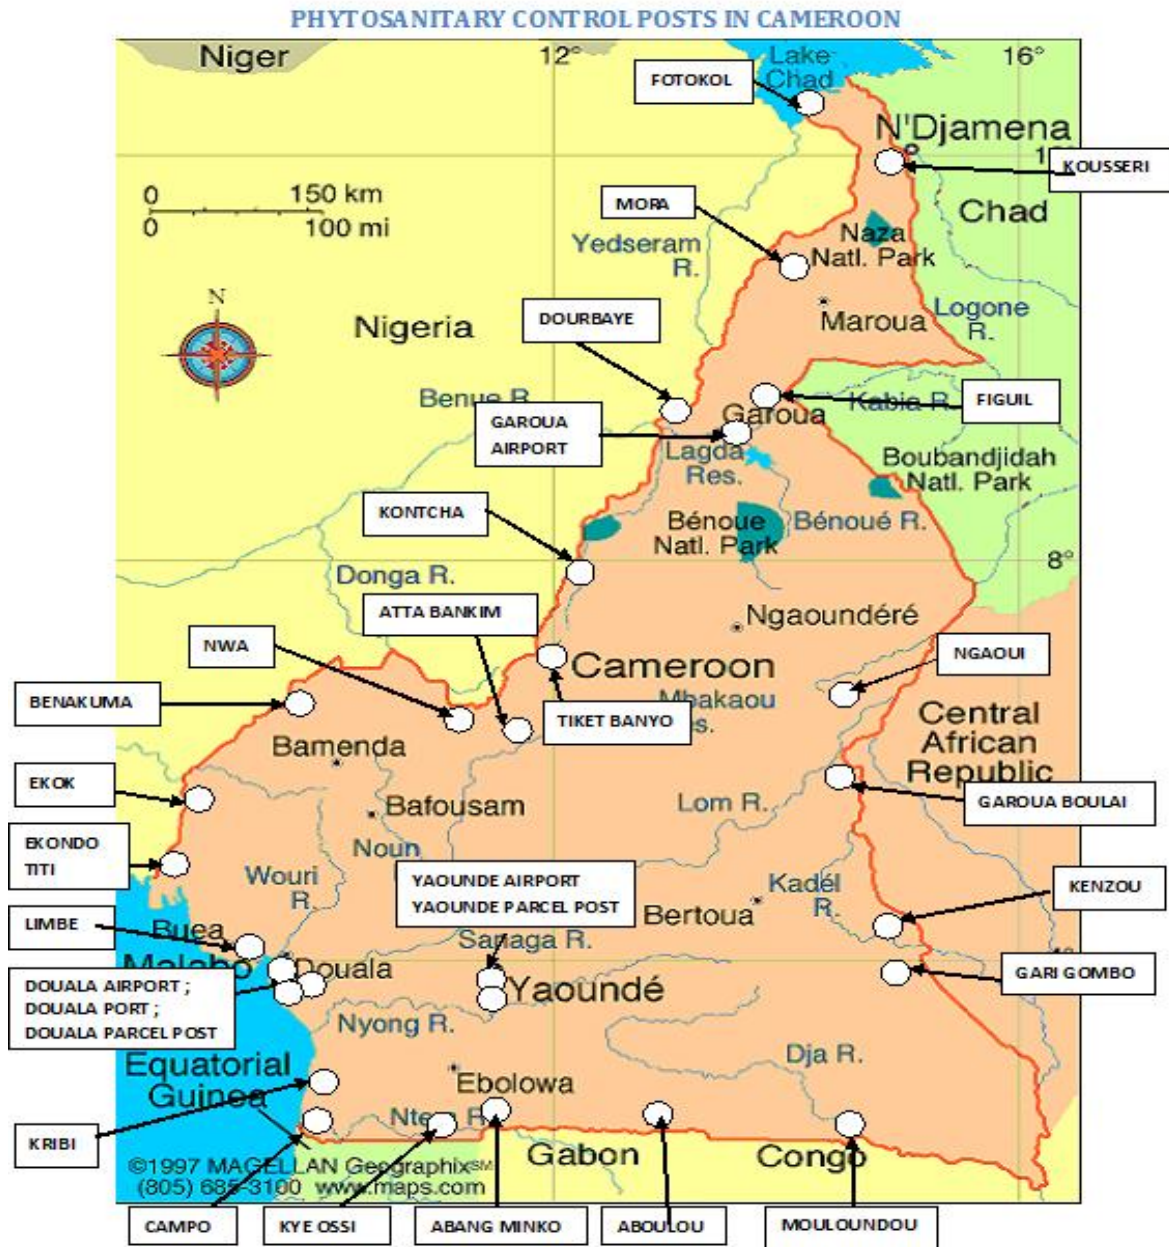 PHYTOSANITARY CONTROL POSTS IN CAMEROON
Niger
12°
Lake
Chad
16°
FOTOKOL
N'Djamena
KOUSSERI
0 150 km
0 100 mi
MORA
Chad
Yedseram
R.
Naza
Natl. Park
N
Nigeria
DOURBAYE
Maroua
Logone
R.
Benue R.
GAROUA
AIRPORT
Garoua
Kabia R.
FIGUIL
Lagda
Res.
Boubandjidah
Natl. Park
KONTCHA
Bénoue
Natl. Park
Bénoué R.
Donga R.
8°
ATTA BANKIM
Ngaoundéré
NWA
Cameroon
NGAOUI
BENAKUMA
TIKET BANYO
Mbakaou
Central
African
Republic
Bamenda
EKOK
Bafousam
Lom R.
GAROUA BOULAI
EKONDO
TITI
Noun
Wouri
R.
YAOUNDE AIRPORT
YAOUNDE PARCEL POST
Kadél
R.
KENZOU
Bertoua
LIMBE
Buea
Sanaga R.
Malabo
Douala
GARI GOMBO
DOUALA AIRPORT ;
DOUALA PORT ;
DOUALA PARCEL POST
Yaoundé
Nyong R.
Dja R.
Equatorial
Guinea
Ebolowa
KRIBI
Gabon
Congo
©1997 MAGELLAN Geographix℠
(805) 685-3100 www.maps.com
CAMPO
KYE OSSI
ABANG MINKO
ABOULOU
MOULOUNDOU